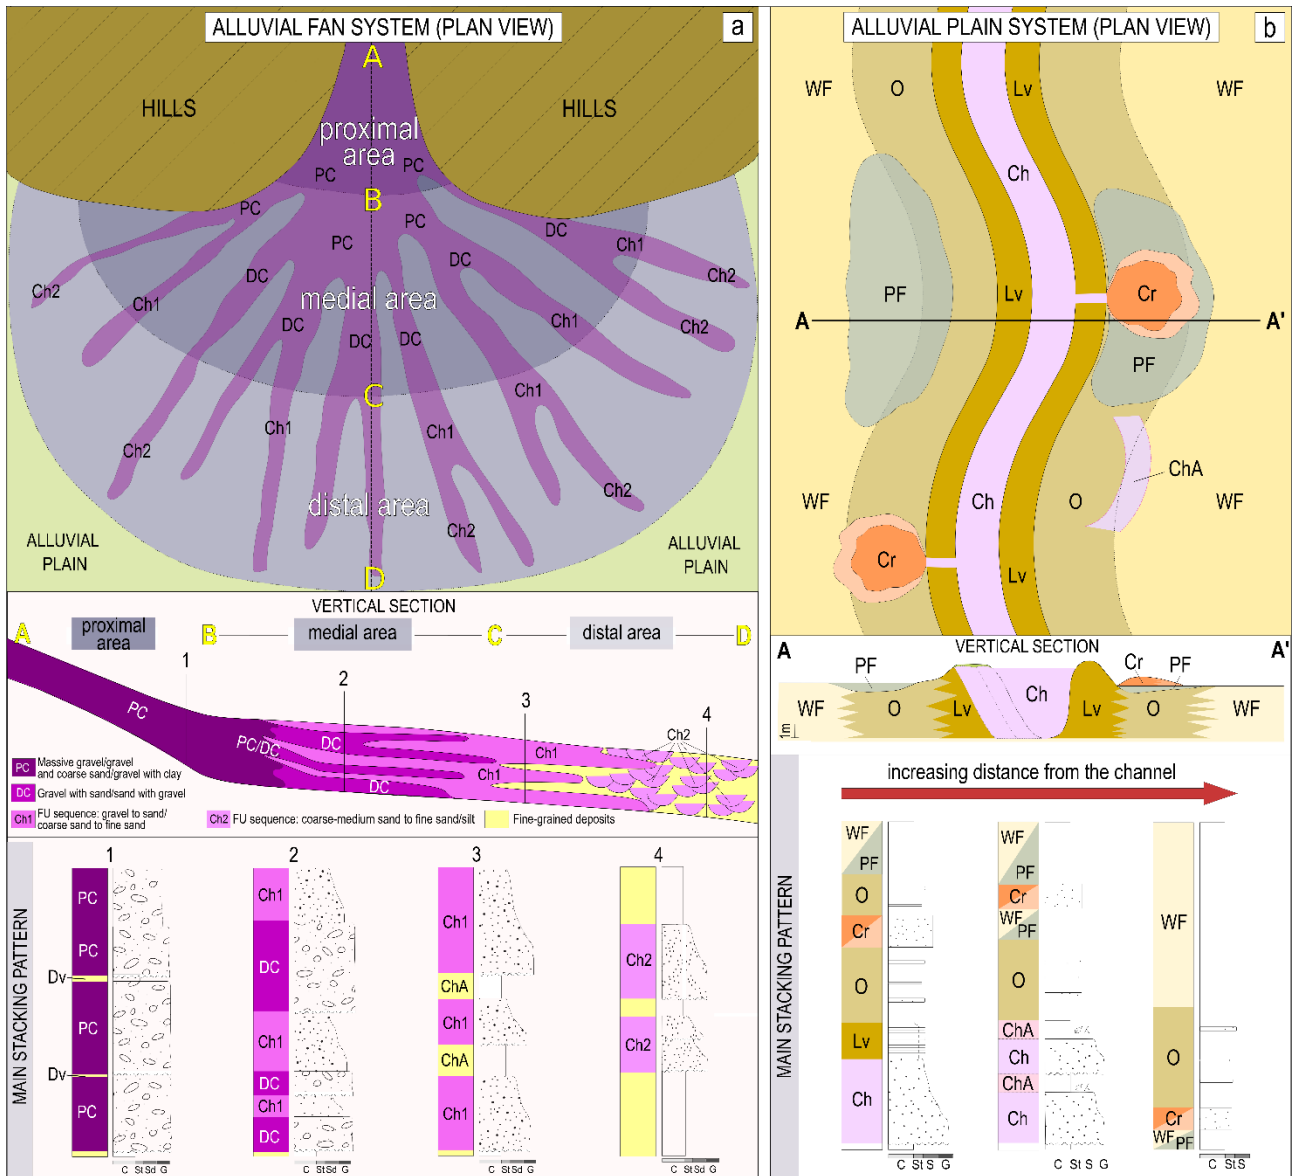 ALLUVIAL FAN SYSTEM (PLAN VIEW)
a
A
HILLS
HILLS
proximal
area
PC
PC
B
PC
PC
PC
DC
DC
DC
Ch1
Ch2
Ch2
Ch1
medial area
DC
DC
DC
Ch1
Ch2
C
Ch1
Ch1
Ch1
Ch2
Ch2
distal area
Ch2
ALLUVIAL
PLAIN
ALLUVIAL
PLAIN
D
VERTICAL SECTION
A
proximal
area
B
medial area
C
distal area
D
1
2
3
4
PC
PC/DC
DC
DC
Ch1
Ch1
Ch2
PC
Massive gravel/gravel
and coarse sand/gravel with clay
DC
Gravel with sand/sand with gravel
Ch1
FU sequence: gravel to sand/
coarse sand to fine sand
Ch2
FU sequence: coarse-medium sand to fine sand/silt
Fine-grained deposits
MAIN STACKING PATTERN
1
PC
PC
Dv
PC
Dv
PC
C St Sd G
2
Ch1
DC
Ch1
DC
Ch1
DC
C St Sd G
3
Ch1
ChA
Ch1
ChA
Ch1
C St Sd G
4
Ch2
Ch2
C St Sd G
ALLUVIAL PLAIN SYSTEM (PLAN VIEW)
b
WF
O
Lv
WF
Ch
PF
Lv
Cr
A
A'
PF
ChA
WF
Ch
O
WF
Cr
Lv
A
VERTICAL SECTION
A'
PF
Cr
PF
WF
O
Lv
Ch
Lv
O
WF
1m
increasing distance from the channel
MAIN STACKING PATTERN
WF
PF
O
Cr
O
Lv
Ch
C St S G
WF
PF
Cr
WF
PF
O
ChA
Ch
ChA
Ch
C St S G
WF
O
Cr
WF
PF
C St S